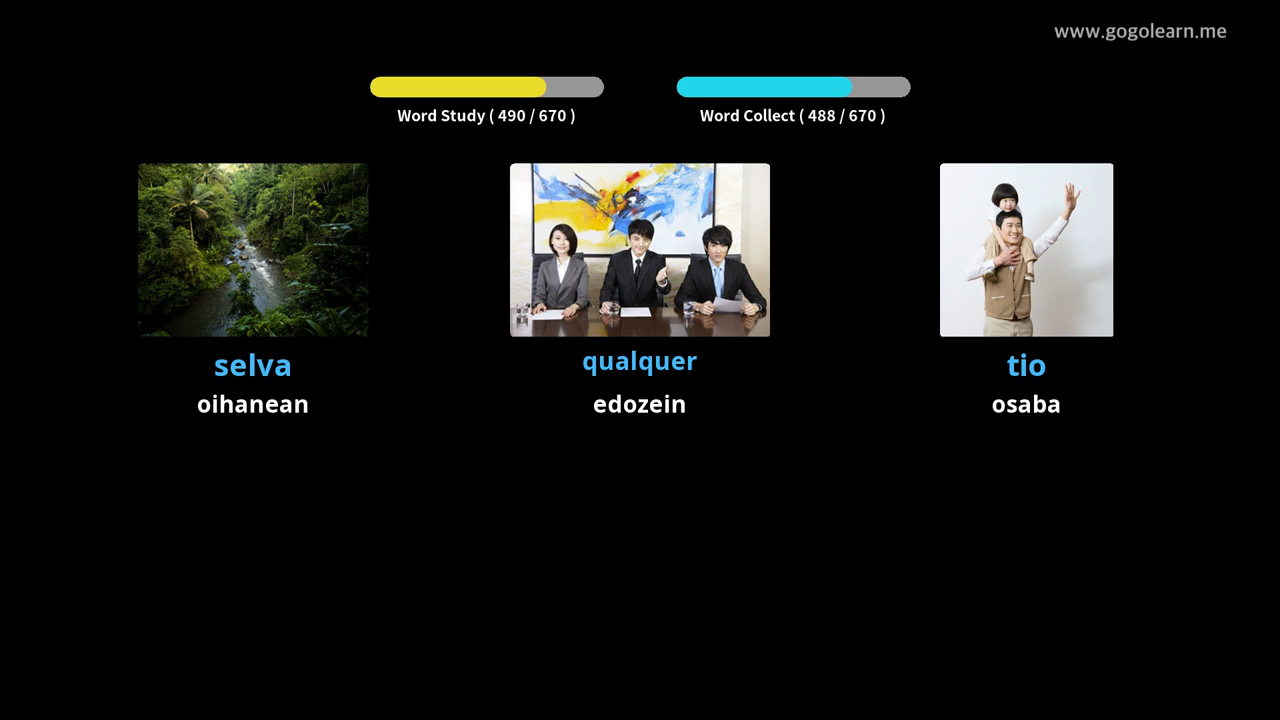 www.gogolearn.me
Word Study ( 490 / 670 )
Word Collect ( 488 / 670 )
selva
oihanean
qualquer
edozein
tio
osaba